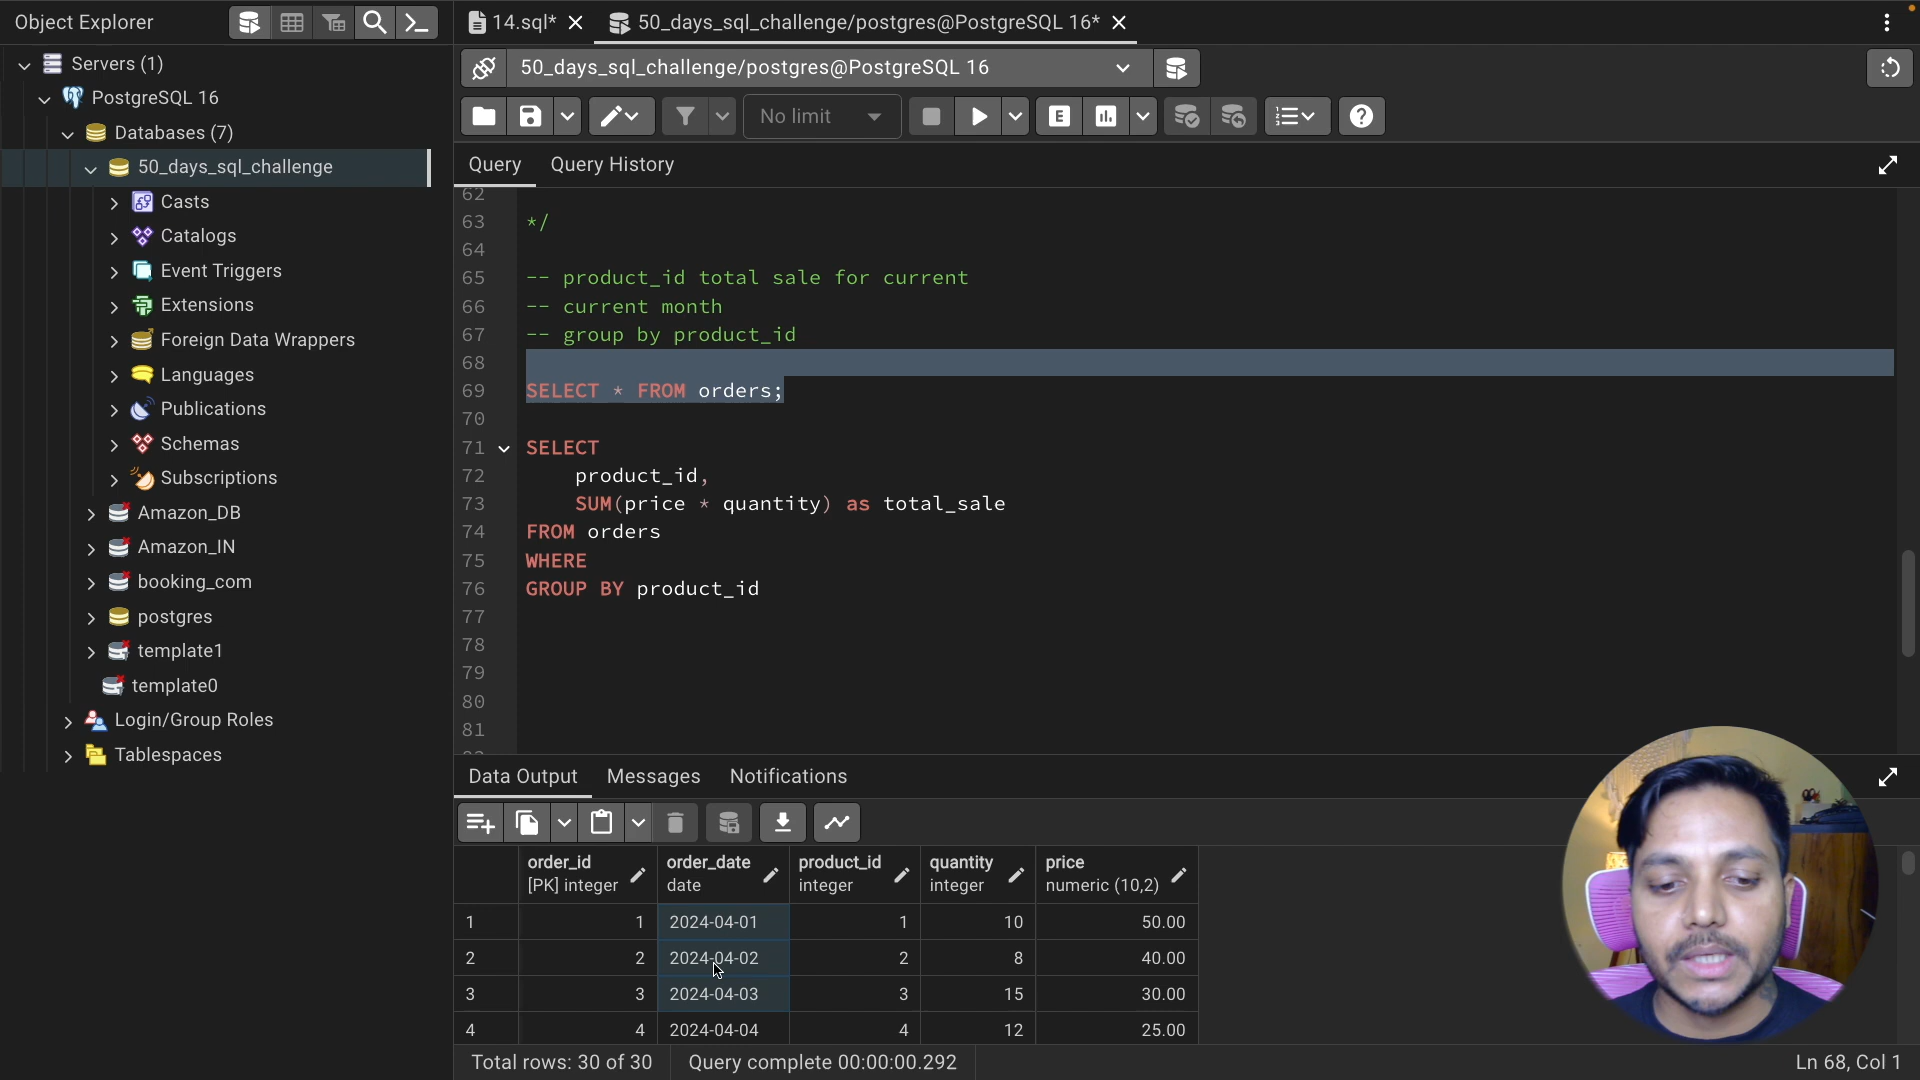 Object Explorer
Servers (1)
PostgreSQL 16
Databases (7)
50_days_sql_challenge
Casts
Catalogs
Event Triggers
Extensions
Foreign Data Wrappers
Languages
Publications
Schemas
Subscriptions
Amazon_DB
Amazon_IN
booking_com
postgres
template1
template0
Login/Group Roles
Tablespaces
14.sql*
50_days_sql_challenge/postgres@PostgreSQL 16*
50_days_sql_challenge/postgres@PostgreSQL 16
No limit
E
Query Query History
62
63 */
64
65 -- product_id total sale for current
66 -- current month
67 -- group by product_id
68
69 SELECT * FROM orders;
70
71 SELECT
72 product_id,
73 SUM(price * quantity) as total_sale
74 FROM orders
75 WHERE
76 GROUP BY product_id
77
78
79
80
81
Data Output Messages Notifications
order_id order_date product_id quantity price
[PK] integer date integer integer numeric (10,2)
1 1 2024-04-01 1 10 50.00
2 2 2024-04-02 2 8 40.00
3 3 2024-04-03 3 15 30.00
4 4 2024-04-04 4 12 25.00
Total rows: 30 of 30 Query complete 00:00:00.292 Ln 68, Col 1